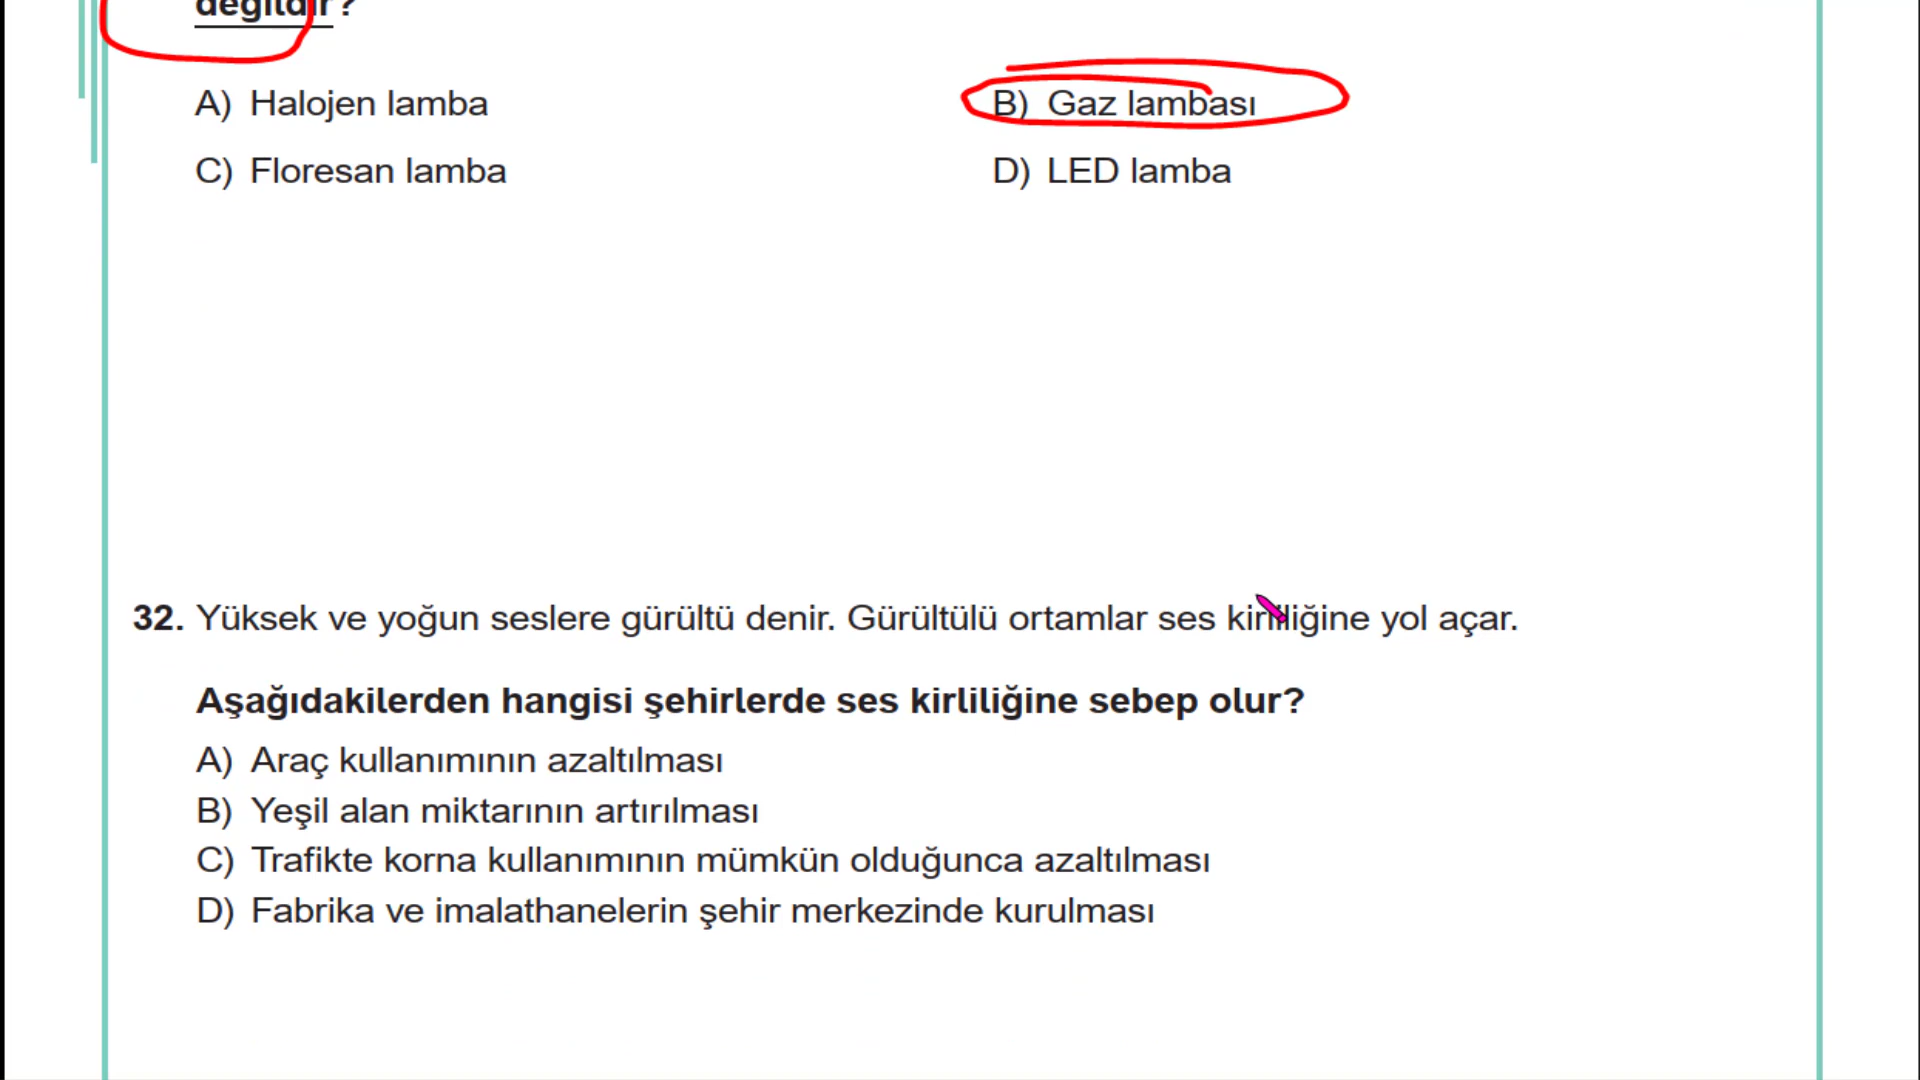 değildir?
A) Halojen lamba
B) Gaz lambası
C) Floresan lamba
D) LED lamba
32. Yüksek ve yoğun seslere gürültü denir. Gürültülü ortamlar ses kirliliğine yol açar.
Aşağıdakilerden hangisi şehirlerde ses kirliliğine sebep olur?
A) Araç kullanımının azaltılması
B) Yeşil alan miktarının artırılması
C) Trafikte korna kullanımının mümkün olduğunca azaltılması
D) Fabrika ve imalathanelerin şehir merkezinde kurulması